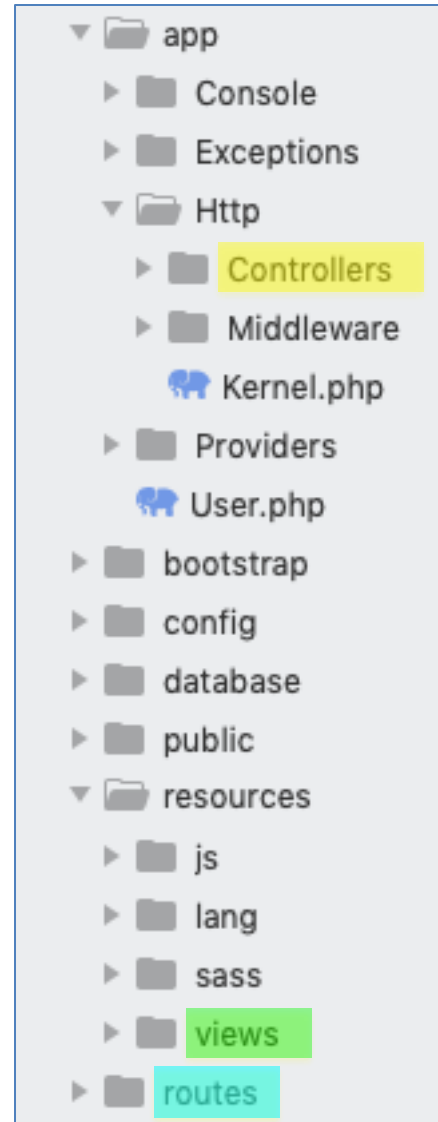 app
Console
Exceptions
Http
Controllers
Middleware
Kernel.php
Providers
User.php
bootstrap
config
database
public
resources
js
lang
sass
views
routes